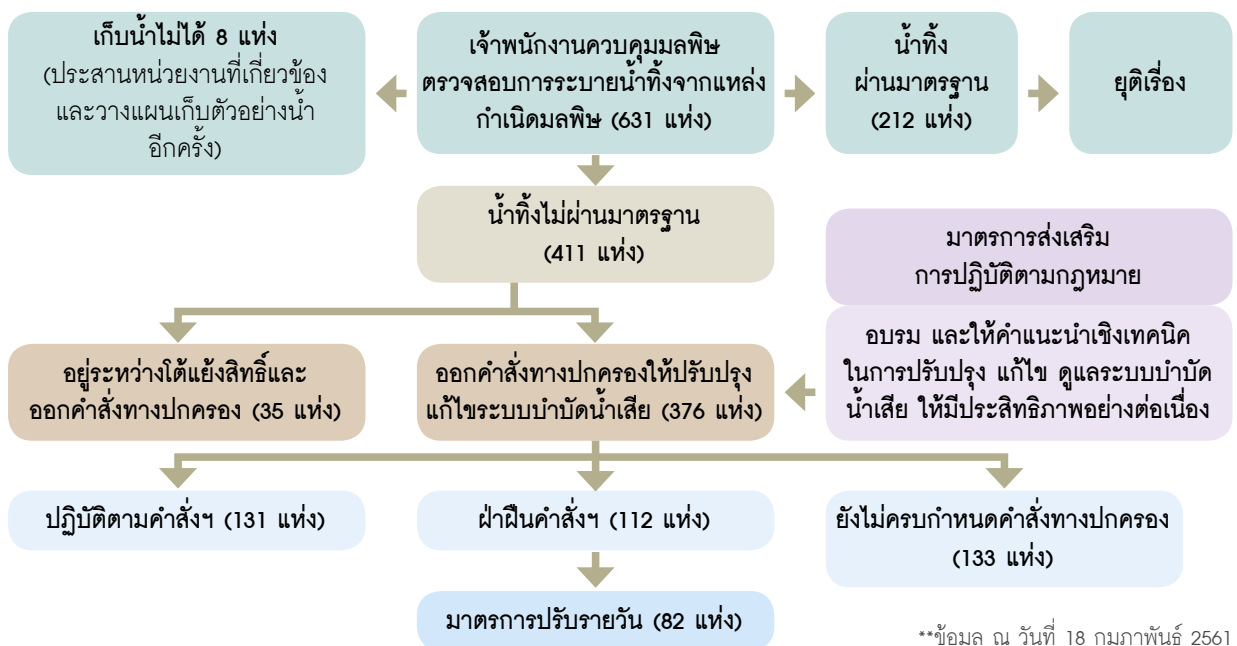 เก็บน้ำไม่ได้ 8 แห่ง
(ประสานหน่วยงานที่เกี่ยวข้อง
และวางแผนเก็บตัวอย่างน้ำ
อีกครั้ง)
เจ้าพนักงานควบคุมมลพิษ
ตรวจสอบการระบายน้ำทิ้งจากแหล่ง
กำเนิดมลพิษ (631 แห่ง)
น้ำทิ้ง
ผ่านมาตรฐาน
(212 แห่ง)
ยุติเรื่อง
น้ำทิ้งไม่ผ่านมาตรฐาน
(411 แห่ง)
มาตรการส่งเสริม
การปฏิบัติตามกฎหมาย
อยู่ระหว่างโต้แย้งสิทธิ์และ
ออกคำสั่งทางปกครอง (35 แห่ง)
ออกคำสั่งทางปกครองให้ปรับปรุง
แก้ไขระบบบำบัดน้ำเสีย (376 แห่ง)
อบรม และให้คำแนะนำเชิงเทคนิค
ในการปรับปรุง แก้ไข ดูแลระบบบำบัด
น้ำเสีย ให้มีประสิทธิภาพอย่างต่อเนื่อง
ปฏิบัติตามคำสั่งฯ (131 แห่ง)
ฝ่าฝืนคำสั่งฯ (112 แห่ง)
ยังไม่ครบกำหนดคำสั่งทางปกครอง
(133 แห่ง)
มาตรการปรับรายวัน (82 แห่ง)
**ข้อมูล ณ วันที่ 18 กุมภาพันธ์ 2561